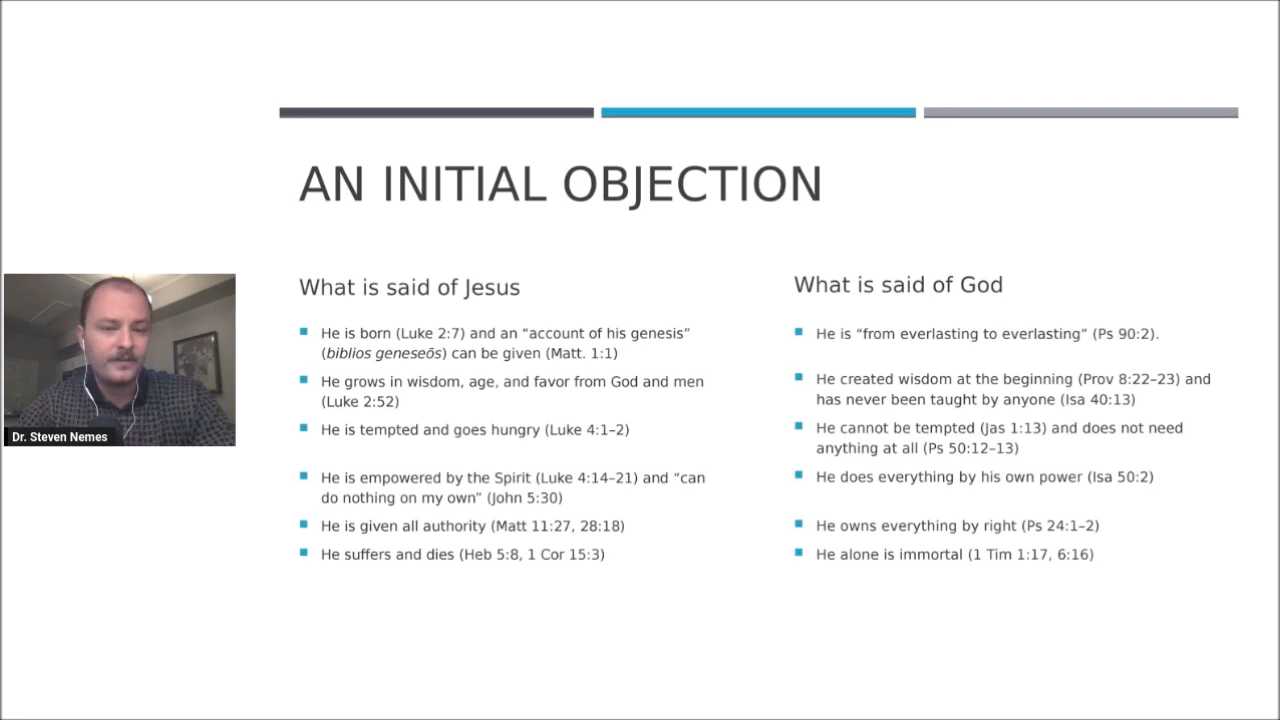 AN INITIAL OBJECTION
What is said of Jesus
He is born (Luke 2:7) and an “account of his genesis”
(biblios geneseōs) can be given (Matt. 1:1)
He grows in wisdom, age, and favor from God and men
(Luke 2:52)
He is tempted and goes hungry (Luke 4:1–2)
He is empowered by the Spirit (Luke 4:14–21) and “can
do nothing on my own” (John 5:30)
He is given all authority (Matt 11:27, 28:18)
He suffers and dies (Heb 5:8, 1 Cor 15:3)
What is said of God
He is “from everlasting to everlasting” (Ps 90:2).
He created wisdom at the beginning (Prov 8:22–23) and
has never been taught by anyone (Isa 40:13)
He cannot be tempted (Jas 1:13) and does not need
anything at all (Ps 50:12–13)
He does everything by his own power (Isa 50:2)
He owns everything by right (Ps 24:1–2)
He alone is immortal (1 Tim 1:17, 6:16)
Dr. Steven Nemes